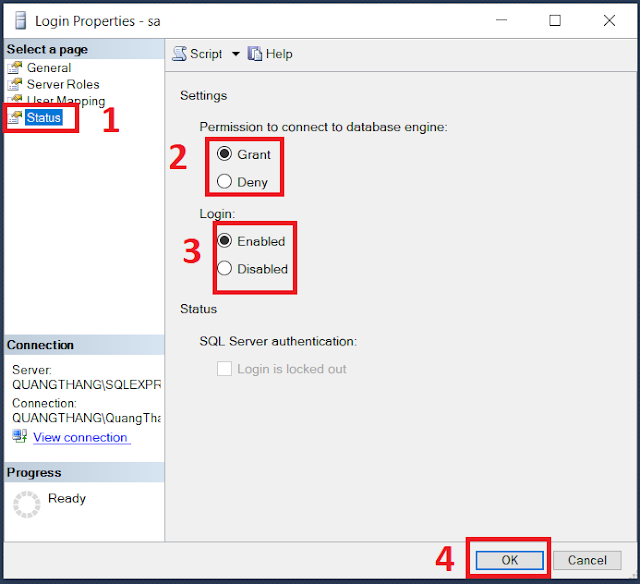 Login Properties - sa
Select a page
General
Server Roles
User Mapping
Status
1
Script
Help
Settings
Permission to connect to database engine:
2
Grant
Deny
Login:
3
Enabled
Disabled
Status
SQL Server authentication:
Login is locked out
Connection
Server:
QUANGTHANG\SQLEXPR
Connection:
QUANGTHANG\QuangTha
View connection
Progress
Ready
4
OK
Cancel